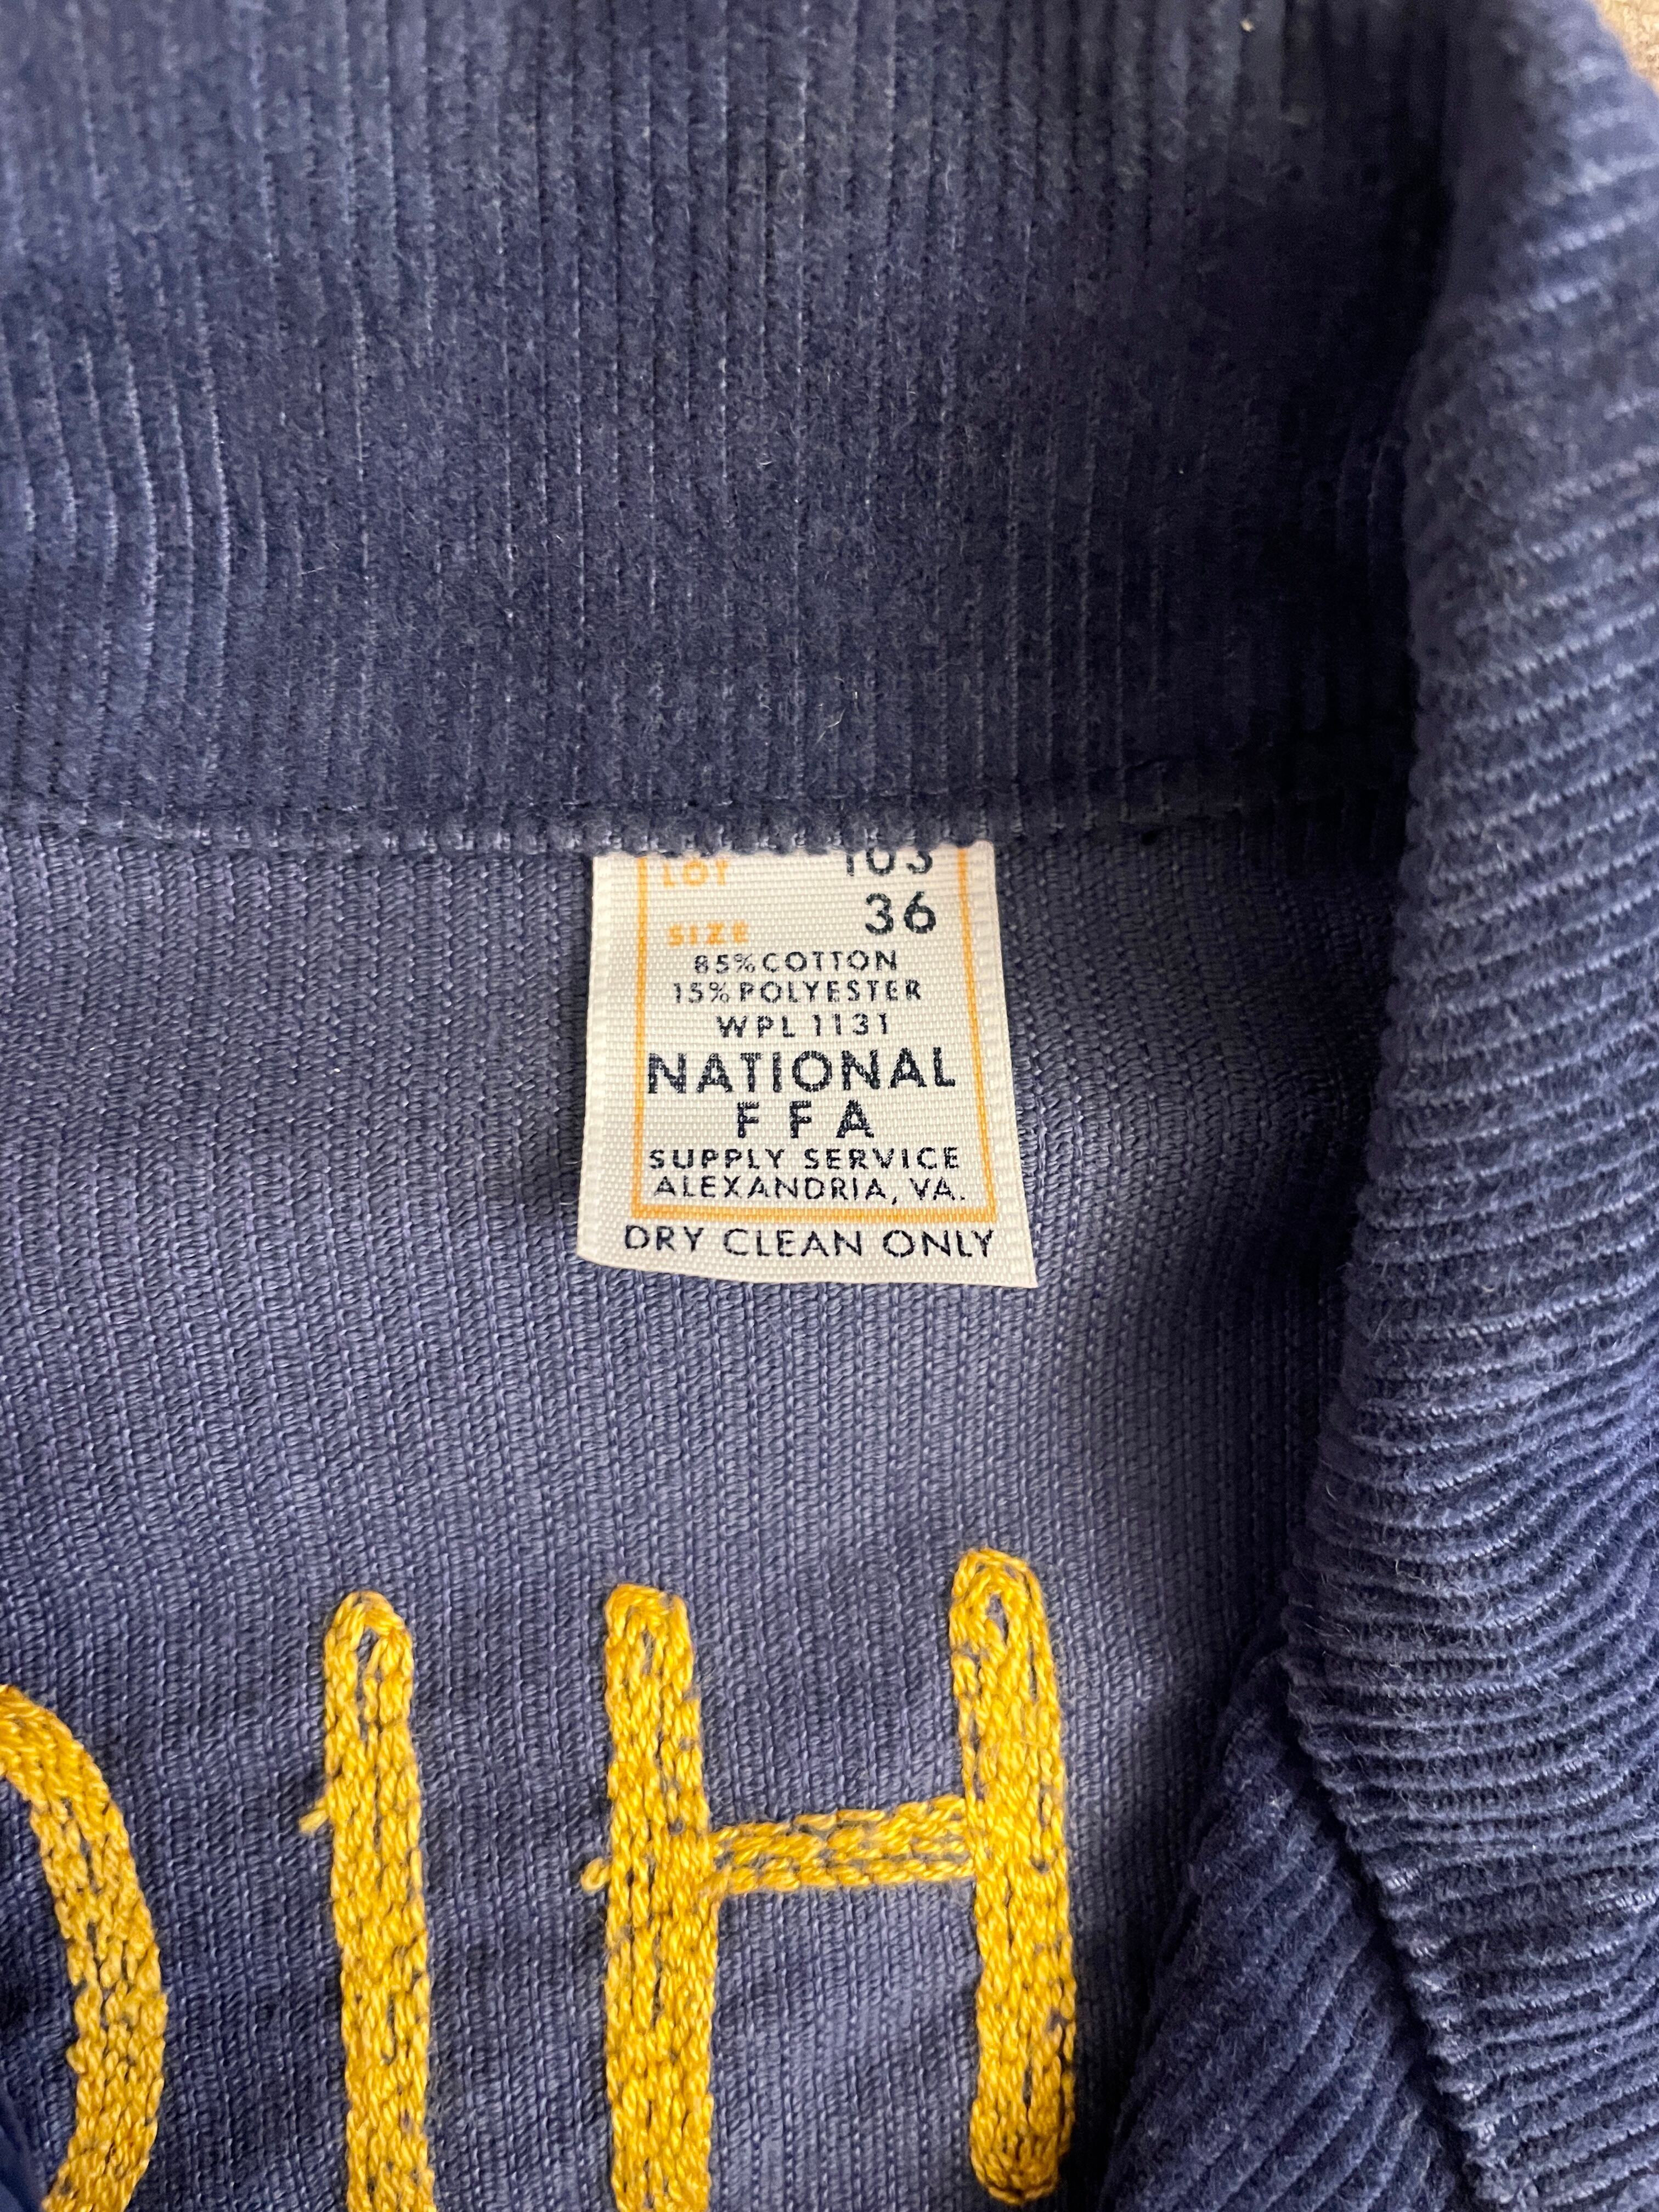 LOT 103
SIZE 36
85% COTTON
15% POLYESTER
WPL 1131
NATIONAL
FFA
SUPPLY SERVICE
ALEXANDRIA, VA.
DRY CLEAN ONLY